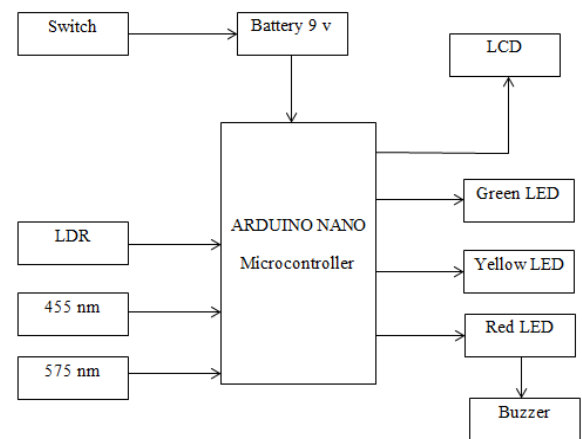 Switch
Battery 9 v
LCD
ARDUINO NANO
Microcontroller
Green LED
LDR
Yellow LED
455 nm
Red LED
575 nm
Buzzer